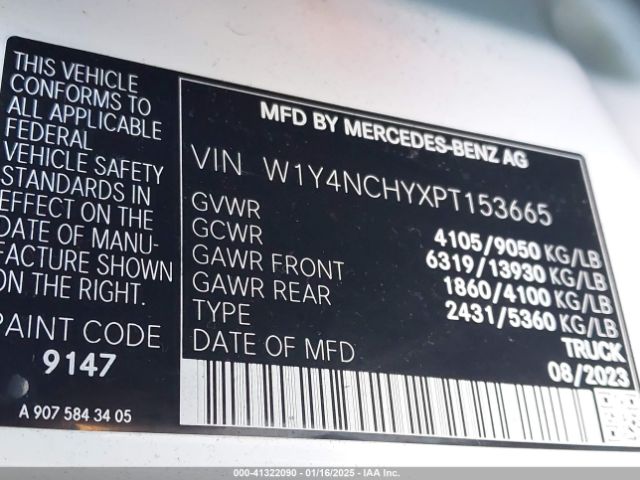 THIS VEHICLE
CONFORMS TO
ALL APPLICABLE
FEDERAL
VEHICLE SAFETY
STANDARDS IN
EFFECT ON THE
DATE OF MANU-
FACTURE SHOWN
ON THE RIGHT.
PAINT CODE
9147
A 907 584 34 05
MFD BY MERCEDES-BENZ AG
VIN W1Y4NCHYXPT153665
GVWR 4105/9050 KG/LB
GCWR 6319/13930 KG/LB
GAWR FRONT 1860/4100 KG/LB
GAWR REAR 2431/5360 KG/LB
TYPE TRUCK
DATE OF MFD 08/2023
000-41322090 - 01/16/2025 - IAA Inc.